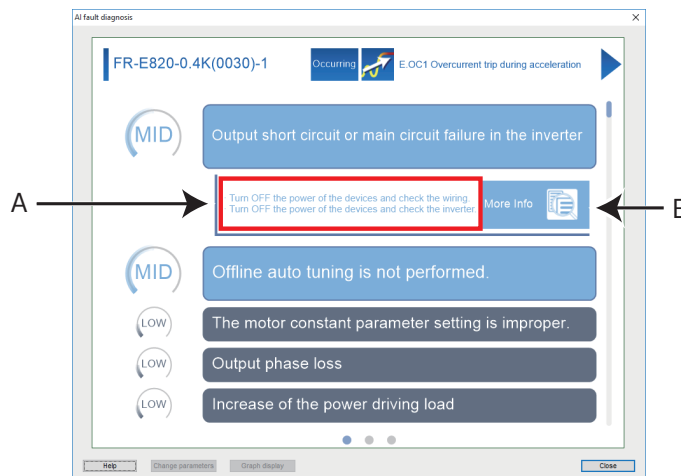 AI fault diagnosis
FR-E820-0.4K(0030)-1
Occurring
E.OC1 Overcurrent trip during acceleration
MID
Output short circuit or main circuit failure in the inverter
A
· Turn OFF the power of the devices and check the wiring.
· Turn OFF the power of the devices and check the inverter.
More Info
MID
Offline auto tuning is not performed.
LOW
The motor constant parameter setting is improper.
LOW
Output phase loss
LOW
Increase of the power driving load
Help
Change parameters
Graph display
Close